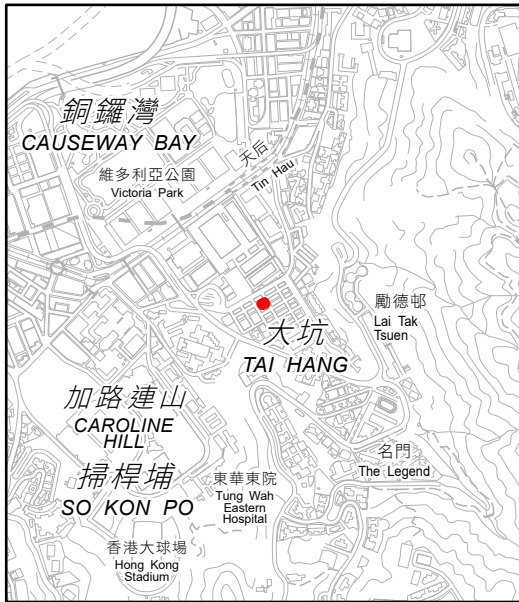 銅鑼灣
CAUSEWAY BAY
維多利亞公園
Victoria Park
天后
Tin Hau
勵德邨
Lai Tak
Tsuen
大坑
TAI HANG
加路連山
CAROLINE
HILL
掃桿埔
SO KON PO
名門
The Legend
東華東院
Tung Wah
Eastern
Hospital
香港大球場
Hong Kong
Stadium